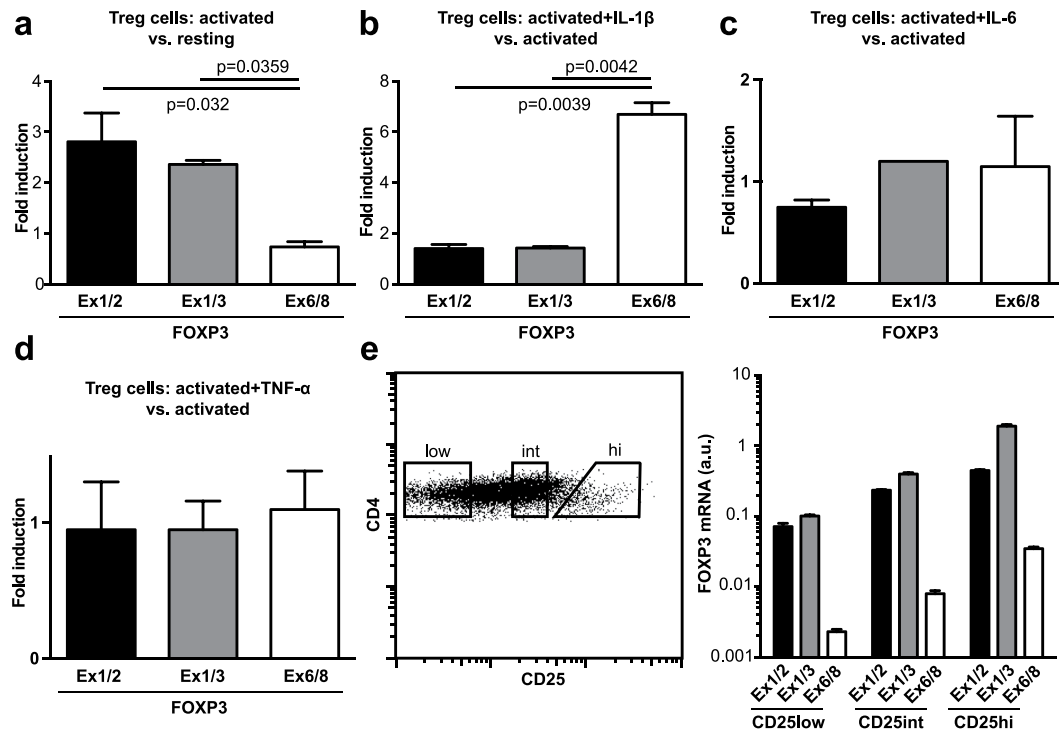 a
Treg cells: activated
vs. resting
p=0.0359
p=0.032
Fold induction
4
3
2
1
0
Ex1/2 Ex1/3 Ex6/8
FOXP3
b
Treg cells: activated+IL-1β
vs. activated
p=0.0042
p=0.0039
Fold induction
8
6
4
2
0
Ex1/2 Ex1/3 Ex6/8
FOXP3
c
Treg cells: activated+IL-6
vs. activated
Fold induction
2
1
0
Ex1/2 Ex1/3 Ex6/8
FOXP3
d
Treg cells: activated+TNF-α
vs. activated
Fold induction
1
0
Ex1/2 Ex1/3 Ex6/8
FOXP3
e
low int hi
CD4
CD25
FOXP3 mRNA (a.u.)
10
1
0.1
0.01
0.001
Ex1/2 Ex1/3 Ex6/8 Ex1/2 Ex1/3 Ex6/8 Ex1/2 Ex1/3 Ex6/8
CD25low CD25int CD25hi